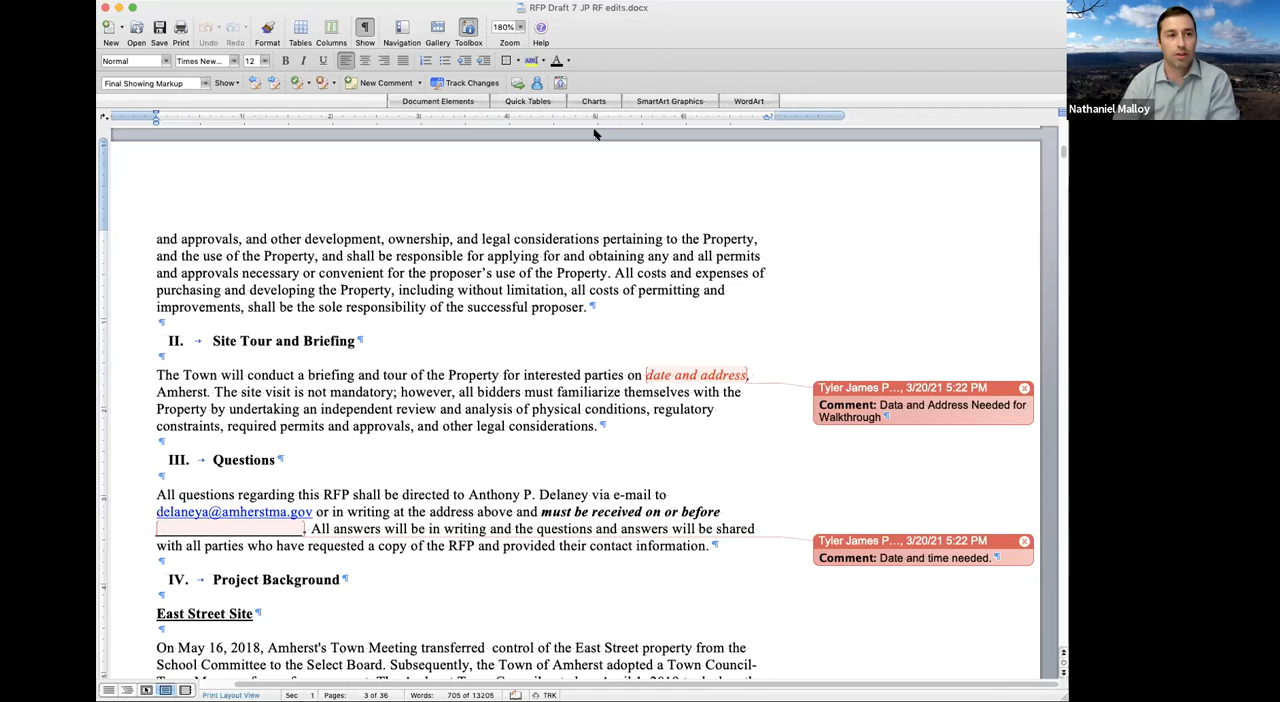 RFP Draft 7 JP RF edits.docx
180%
New Open Save Print Undo Redo Format Tables Columns Show Navigation Gallery Toolbox Zoom Help
Normal Times New... 12 B I U A
Final Showing Markup Show New Comment Track Changes
Document Elements Quick Tables Charts SmartArt Graphics WordArt
Nathaniel Malloy
and approvals, and other development, ownership, and legal considerations pertaining to the Property,
and the use of the Property, and shall be responsible for applying for and obtaining any and all permits
and approvals necessary or convenient for the proposer's use of the Property. All costs and expenses of
purchasing and developing the Property, including without limitation, all costs of permitting and
improvements, shall be the sole responsibility of the successful proposer. ¶
¶
II. → Site Tour and Briefing ¶
¶
The Town will conduct a briefing and tour of the Property for interested parties on date and address,
Amherst. The site visit is not mandatory; however, all bidders must familiarize themselves with the
Property by undertaking an independent review and analysis of physical conditions, regulatory
constraints, required permits and approvals, and other legal considerations. ¶
¶
Tyler James P..., 3/20/21 5:22 PM
Comment: Data and Address Needed for
Walkthrough ¶
III. → Questions ¶
¶
All questions regarding this RFP shall be directed to Anthony P. Delaney via e-mail to
delaneya@amherstma.gov or in writing at the address above and must be received on or before
. All answers will be in writing and the questions and answers will be shared
with all parties who have requested a copy of the RFP and provided their contact information. ¶
¶
Tyler James P..., 3/20/21 5:22 PM
Comment: Date and time needed. ¶
IV. → Project Background ¶
¶
East Street Site ¶
¶
On May 16, 2018, Amherst's Town Meeting transferred control of the East Street property from the
School Committee to the Select Board. Subsequently, the Town of Amherst adopted a Town Council-
Print Layout View Sec 1 Pages: 3 of 36 Words: 705 of 13205 TRK